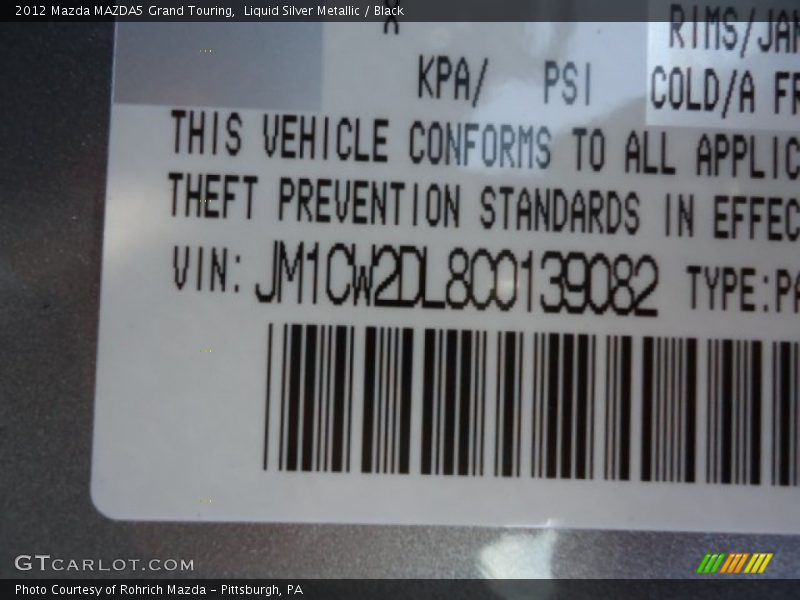 2012 Mazda MAZDA5 Grand Touring, Liquid Silver Metallic / Black
RIMS/JAN
KPA/ PSI COLD/A FR
THIS VEHICLE CONFORMS TO ALL APPLIC
THEFT PREVENTION STANDARDS IN EFFEC
VIN: JM1CW2DL8C0139082 TYPE:PA
GTCARLOT.COM
Photo Courtesy of Rohrich Mazda - Pittsburgh, PA